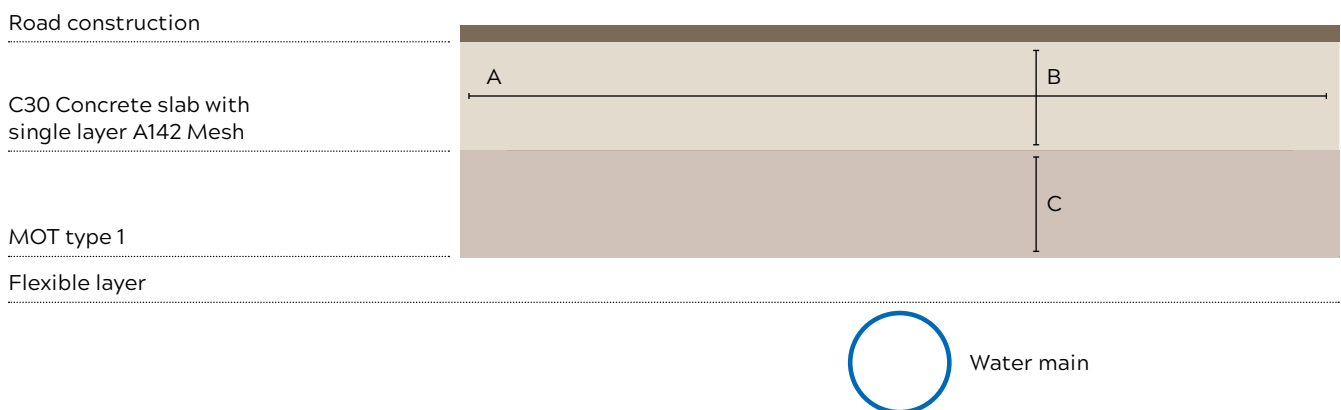 Road construction
A
B
C30 Concrete slab with
single layer A142 Mesh
C
MOT type 1
Flexible layer
Water main